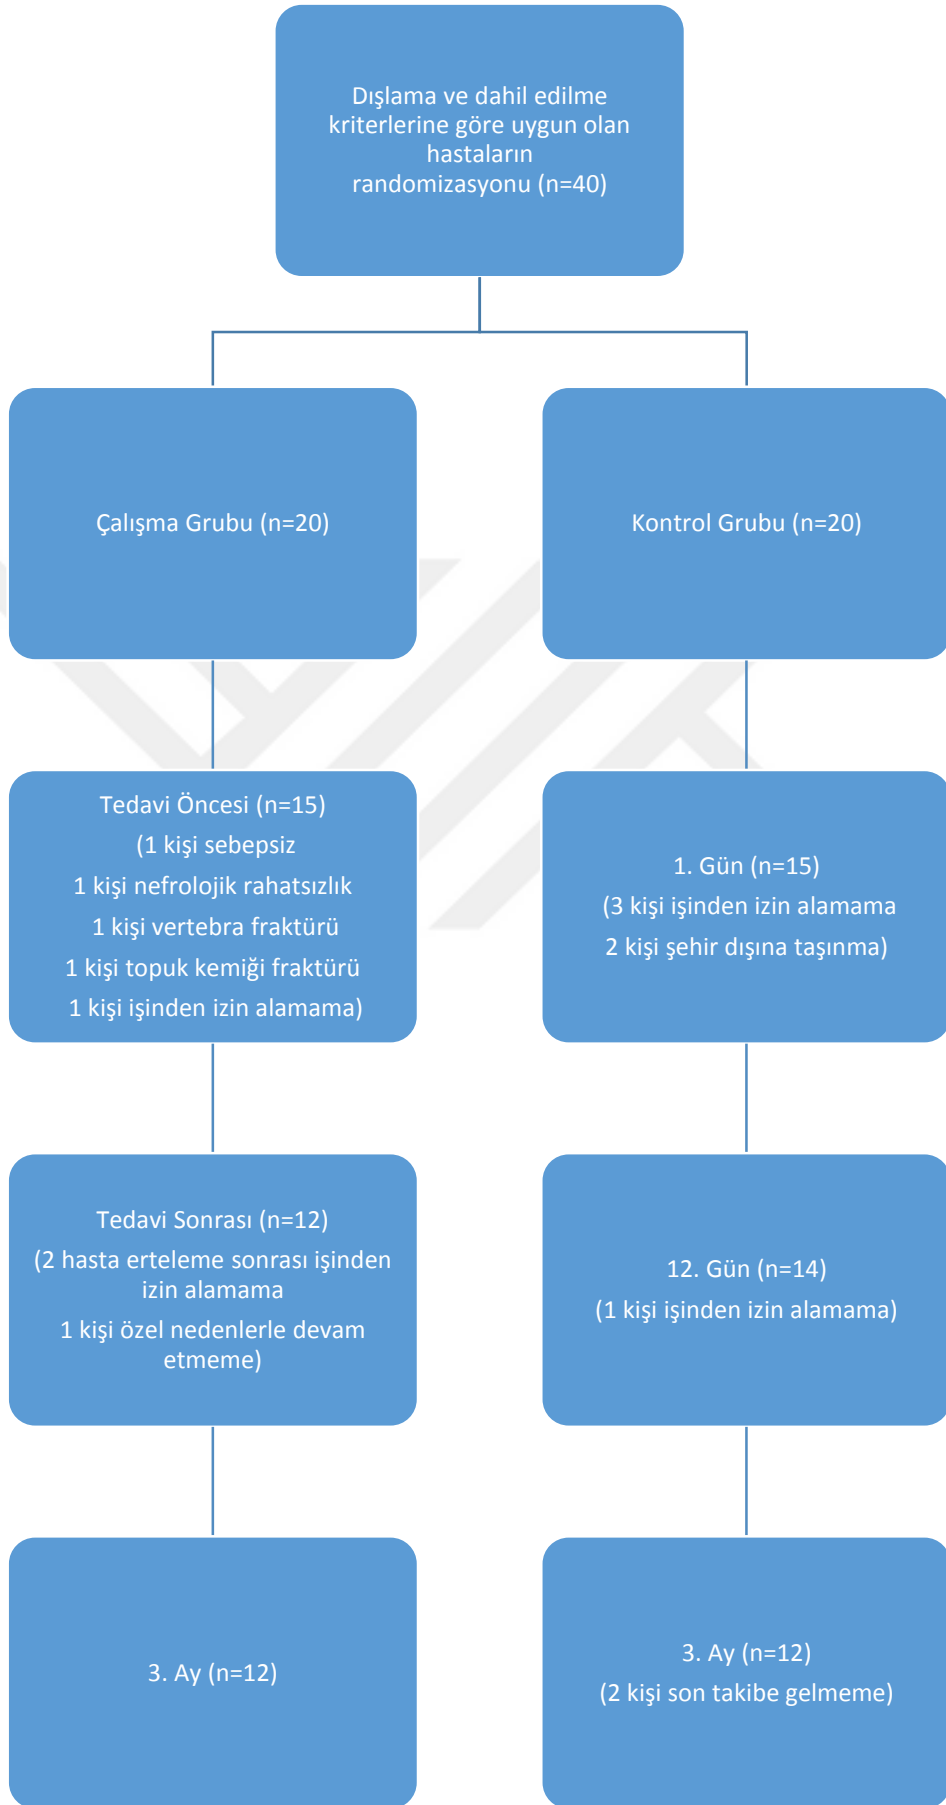 Dışlama ve dahil edilme
kriterlerine göre uygun olan
hastaların
randomizasyonu (n=40)
Çalışma Grubu (n=20)
Kontrol Grubu (n=20)
Tedavi Öncesi (n=15)
(1 kişi sebepsiz
1 kişi nefrolojik rahatsızlık
1 kişi vertebra fraktürü
1 kişi topuk kemiği fraktürü
1 kişi işinden izin alamama)
1. Gün (n=15)
(3 kişi işinden izin alamama
2 kişi şehir dışına taşınma)
Tedavi Sonrası (n=12)
(2 hasta erteleme sonrası işinden
izin alamama
1 kişi özel nedenlerle devam
etmeme)
12. Gün (n=14)
(1 kişi işinden izin alamama)
3. Ay (n=12)
3. Ay (n=12)
(2 kişi son takibe gelmeme)